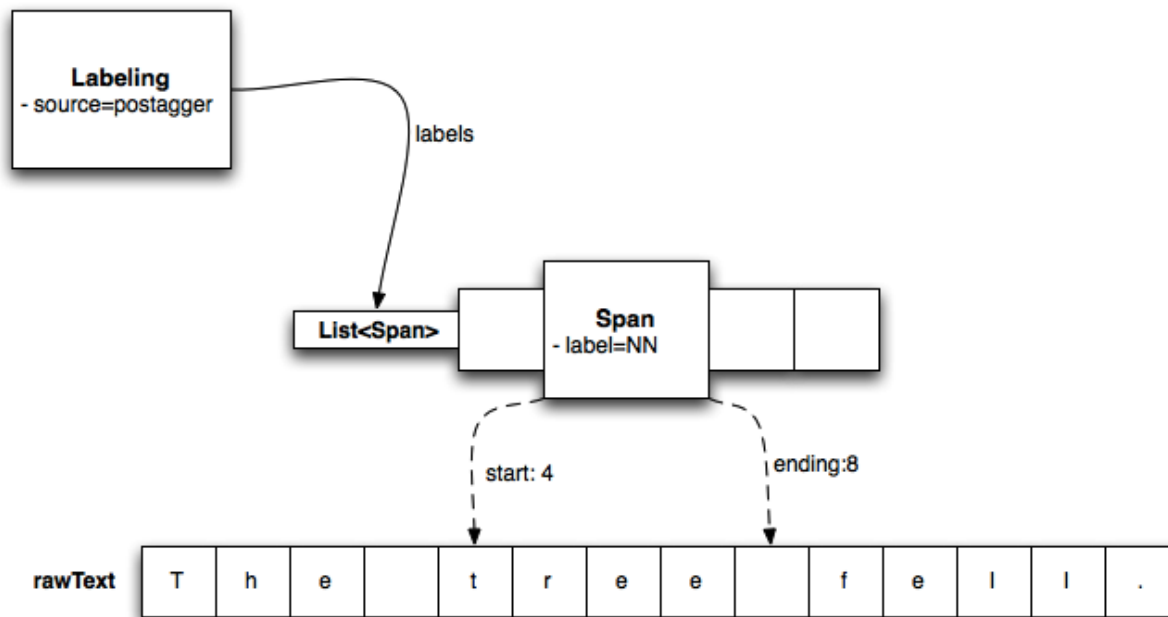 Labeling
- source=postagger
labels
List<Span>
Span
- label=NN
start: 4
ending:8
rawText T h e t r e e f e l l .